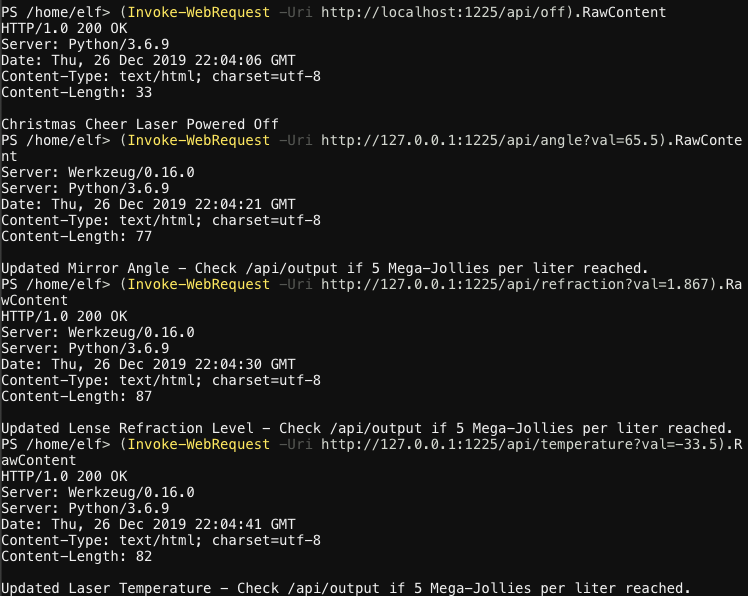 PS /home/elf> (Invoke-WebRequest -Uri http://localhost:1225/api/off).RawContent
HTTP/1.0 200 OK
Server: Python/3.6.9
Date: Thu, 26 Dec 2019 22:04:06 GMT
Content-Type: text/html; charset=utf-8
Content-Length: 33

Christmas Cheer Laser Powered Off
PS /home/elf> (Invoke-WebRequest -Uri http://127.0.0.1:1225/api/angle?val=65.5).RawConte
nt
Server: Werkzeug/0.16.0
Server: Python/3.6.9
Date: Thu, 26 Dec 2019 22:04:21 GMT
Content-Type: text/html; charset=utf-8
Content-Length: 77

Updated Mirror Angle - Check /api/output if 5 Mega-Jollies per liter reached.
PS /home/elf> (Invoke-WebRequest -Uri http://127.0.0.1:1225/api/refraction?val=1.867).Ra
wContent
HTTP/1.0 200 OK
Server: Werkzeug/0.16.0
Server: Python/3.6.9
Date: Thu, 26 Dec 2019 22:04:30 GMT
Content-Type: text/html; charset=utf-8
Content-Length: 87

Updated Lense Refraction Level - Check /api/output if 5 Mega-Jollies per liter reached.
PS /home/elf> (Invoke-WebRequest -Uri http://127.0.0.1:1225/api/temperature?val=-33.5).R
awContent
HTTP/1.0 200 OK
Server: Werkzeug/0.16.0
Server: Python/3.6.9
Date: Thu, 26 Dec 2019 22:04:41 GMT
Content-Type: text/html; charset=utf-8
Content-Length: 82

Updated Laser Temperature - Check /api/output if 5 Mega-Jollies per liter reached.